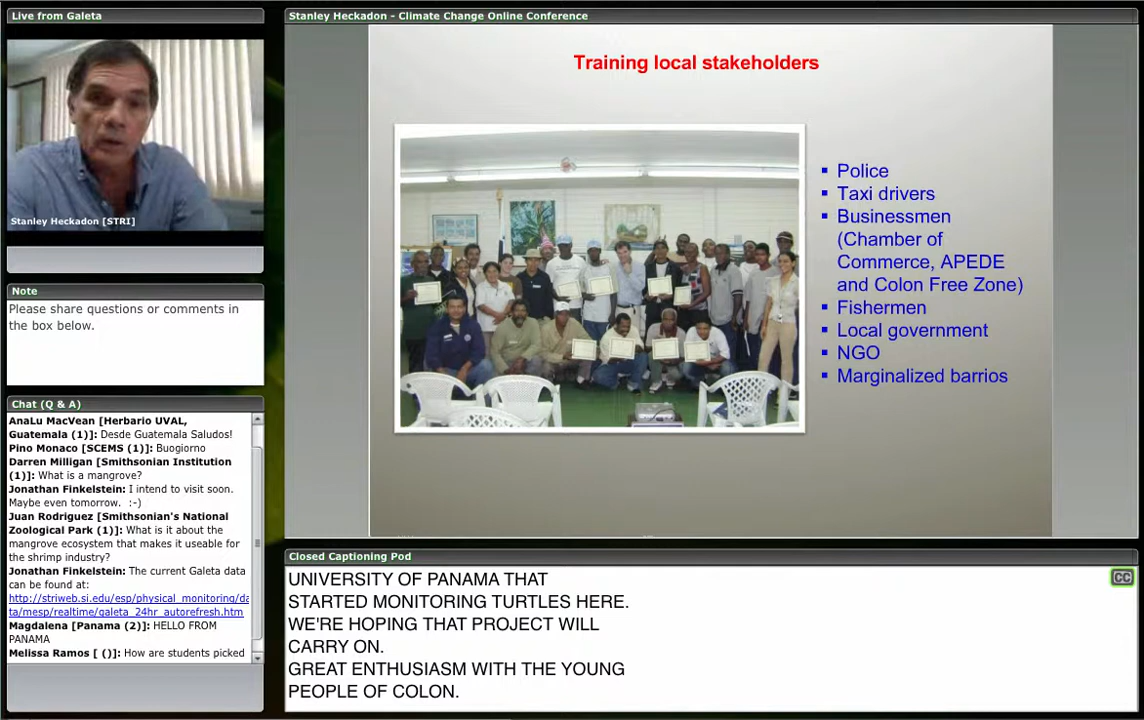 Live from Galeta
Stanley Heckadon [STRI]
Note
Please share questions or comments in
the box below.
Chat (Q & A)
AnaLu MacVean [Herbario UVAL,
Guatemala (1)]: Desde Guatemala Saludos!
Pino Monaco [SCEMS (1)]: Buogiorno
Darren Milligan [Smithsonian Institution
(1)]: What is a mangrove?
Jonathan Finkelstein: I intend to visit soon.
Maybe even tomorrow. :-)
Juan Rodriguez [Smithsonian's National
Zoological Park (1)]: What is it about the
mangrove ecosystem that makes it useable for
the shrimp industry?
Jonathan Finkelstein: The current Galeta data
can be found at:
http://striweb.si.edu/esp/physical_monitoring/da
ta/mesp/realtime/galeta_24hr_autorefresh.htm
Magdalena [Panama (2)]: HELLO FROM
PANAMA
Melissa Ramos [ ()]: How are students picked
Stanley Heckadon - Climate Change Online Conference
Training local stakeholders
▪ Police
▪ Taxi drivers
▪ Businessmen
(Chamber of
Commerce, APEDE
and Colon Free Zone)
▪ Fishermen
▪ Local government
▪ NGO
▪ Marginalized barrios
Closed Captioning Pod
CC
UNIVERSITY OF PANAMA THAT
STARTED MONITORING TURTLES HERE.
WE'RE HOPING THAT PROJECT WILL
CARRY ON.
GREAT ENTHUSIASM WITH THE YOUNG
PEOPLE OF COLON.